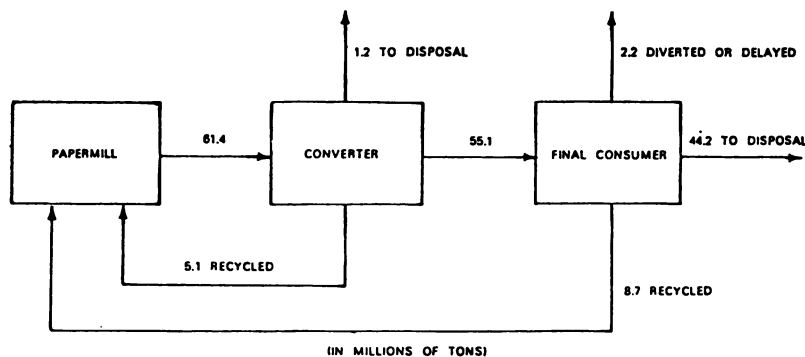 1.2 TO DISPOSAL
2.2 DIVERTED OR DELAYED
PAPERMILL
61.4
CONVERTER
55.1
FINAL CONSUMER
44.2 TO DISPOSAL
5.1 RECYCLED
8.7 RECYCLED
(IN MILLIONS OF TONS)